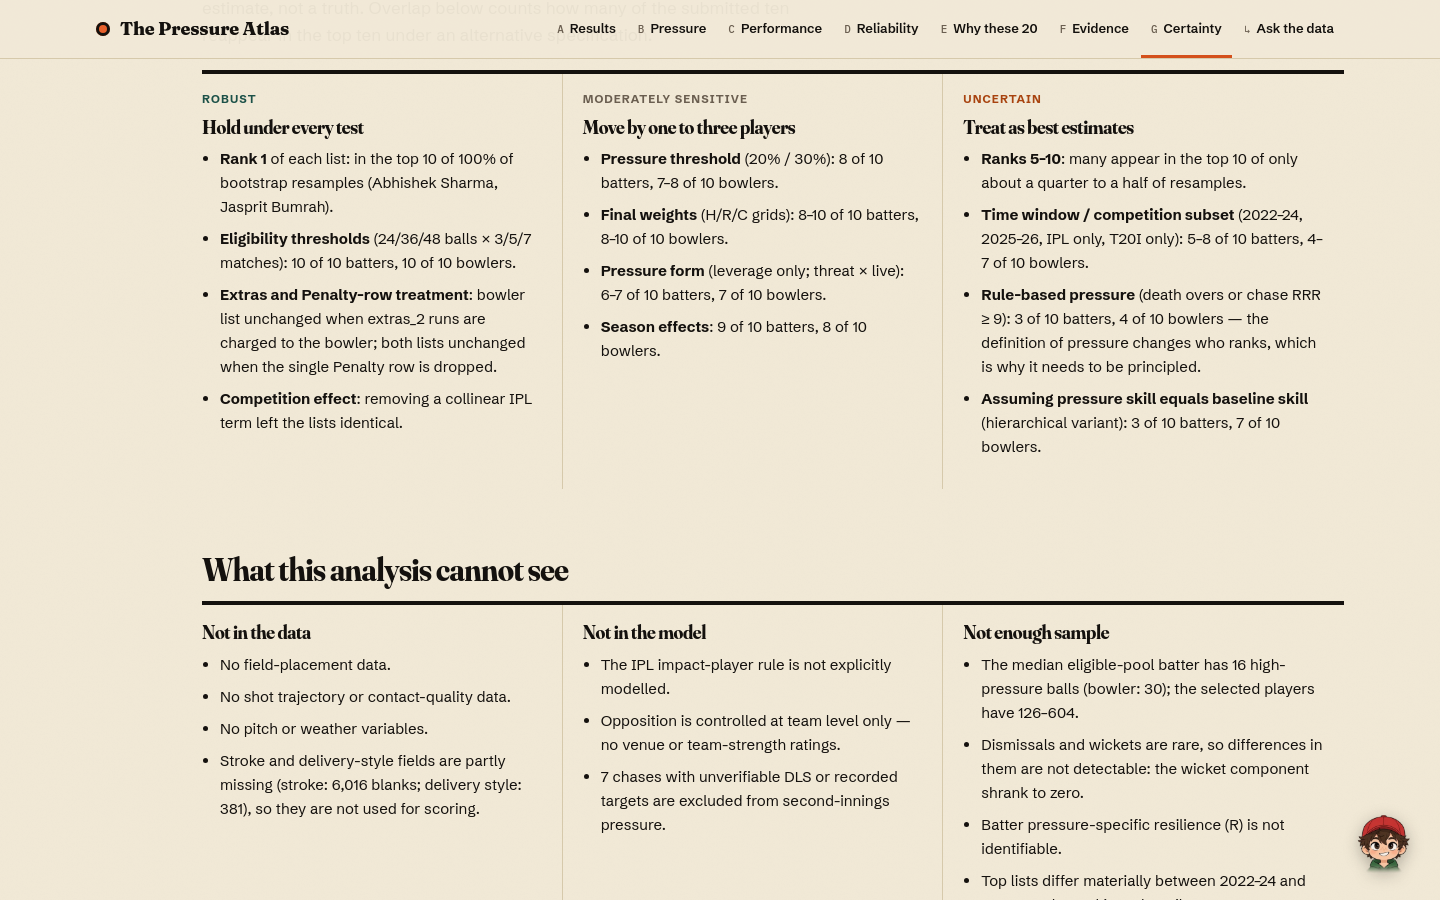 estimate, not a truth. Overlap below counts how many of the submitted ten
The Pressure Atlas
A Results B Pressure C Performance D Reliability E Why these 20 F Evidence G Certainty ↳ Ask the data
in the top ten under an alternative specification.
ROBUST
Hold under every test
• Rank 1 of each list: in the top 10 of 100% of
bootstrap resamples (Abhishek Sharma,
Jasprit Bumrah).
• Eligibility thresholds (24/36/48 balls × 3/5/7
matches): 10 of 10 batters, 10 of 10 bowlers.
• Extras and Penalty-row treatment: bowler
list unchanged when extras_2 runs are
charged to the bowler; both lists unchanged
when the single Penalty row is dropped.
• Competition effect: removing a collinear IPL
term left the lists identical.
MODERATELY SENSITIVE
Move by one to three players
• Pressure threshold (20% / 30%): 8 of 10
batters, 7–8 of 10 bowlers.
• Final weights (H/R/C grids): 8–10 of 10 batters,
8–10 of 10 bowlers.
• Pressure form (leverage only; threat × live):
6–7 of 10 batters, 7 of 10 bowlers.
• Season effects: 9 of 10 batters, 8 of 10
bowlers.
UNCERTAIN
Treat as best estimates
• Ranks 5–10: many appear in the top 10 of only
about a quarter to a half of resamples.
• Time window / competition subset (2022–24,
2025–26, IPL only, T20I only): 5–8 of 10 batters, 4–
7 of 10 bowlers.
• Rule-based pressure (death overs or chase RRR
≥ 9): 3 of 10 batters, 4 of 10 bowlers — the
definition of pressure changes who ranks, which
is why it needs to be principled.
• Assuming pressure skill equals baseline skill
(hierarchical variant): 3 of 10 batters, 7 of 10
bowlers.
What this analysis cannot see
Not in the data
• No field-placement data.
• No shot trajectory or contact-quality data.
• No pitch or weather variables.
• Stroke and delivery-style fields are partly
missing (stroke: 6,016 blanks; delivery style:
381), so they are not used for scoring.
Not in the model
• The IPL impact-player rule is not explicitly
modelled.
• Opposition is controlled at team level only —
no venue or team-strength ratings.
• 7 chases with unverifiable DLS or recorded
targets are excluded from second-innings
pressure.
Not enough sample
• The median eligible-pool batter has 16 high-
pressure balls (bowler: 30); the selected players
have 126–604.
• Dismissals and wickets are rare, so differences in
them are not detectable: the wicket component
shrank to zero.
• Batter pressure-specific resilience (R) is not
identifiable.
• Top lists differ materially between 2022–24 and